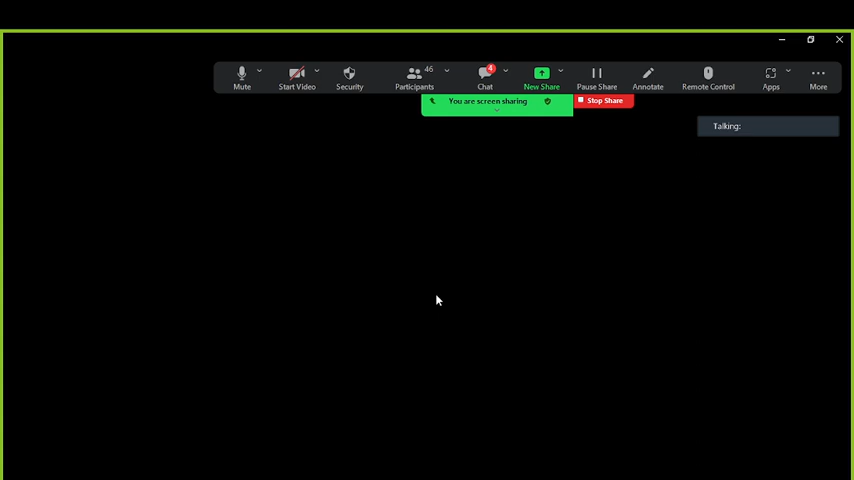 46
4
Mute
Start Video
Security
Participants
Chat
New Share
Pause Share
Annotate
Remote Control
Apps
More
You are screen sharing
Stop Share
Talking: